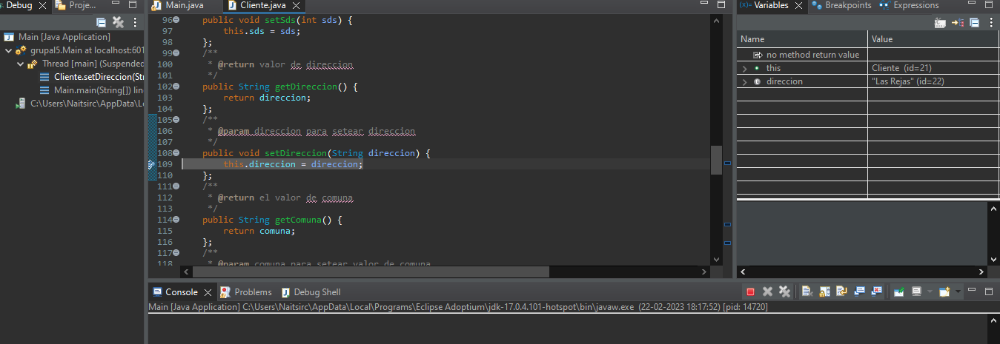 Debug
Proje...
Main [Java Application]
grupal5.Main at localhost:601
Thread [main] (Suspended
Cliente.setDireccion(Str
Main.main(String[]) lin
C:\Users\Naitsirc\AppData\Lo
Main.java
Cliente.java
96 public void setSds(int sds) {
97 this.sds = sds;
98 };
99 /**
100 * @return valor de direccion
101 */
102 public String getDireccion() {
103 return direccion;
104 };
105 /**
106 * @param direccion para setear direccion
107 */
108 public void setDireccion(String direccion) {
109 this.direccion = direccion;
110 };
111 /**
112 * @return el valor de comuna
113 */
114 public String getComuna() {
115 return comuna;
116 };
117 /**
118 * @param comuna para setear valor de comuna
(x)= Variables
Breakpoints
Expressions
Name Value
no method return value
this Cliente (id=21)
direccion "Las Rejas" (id=22)
Console
Problems
Debug Shell
Main [Java Application] C:\Users\Naitsirc\AppData\Local\Programs\Eclipse Adoptium\jdk-17.0.4.101-hotspot\bin\javaw.exe (22-02-2023 18:17:52) [pid: 14720]